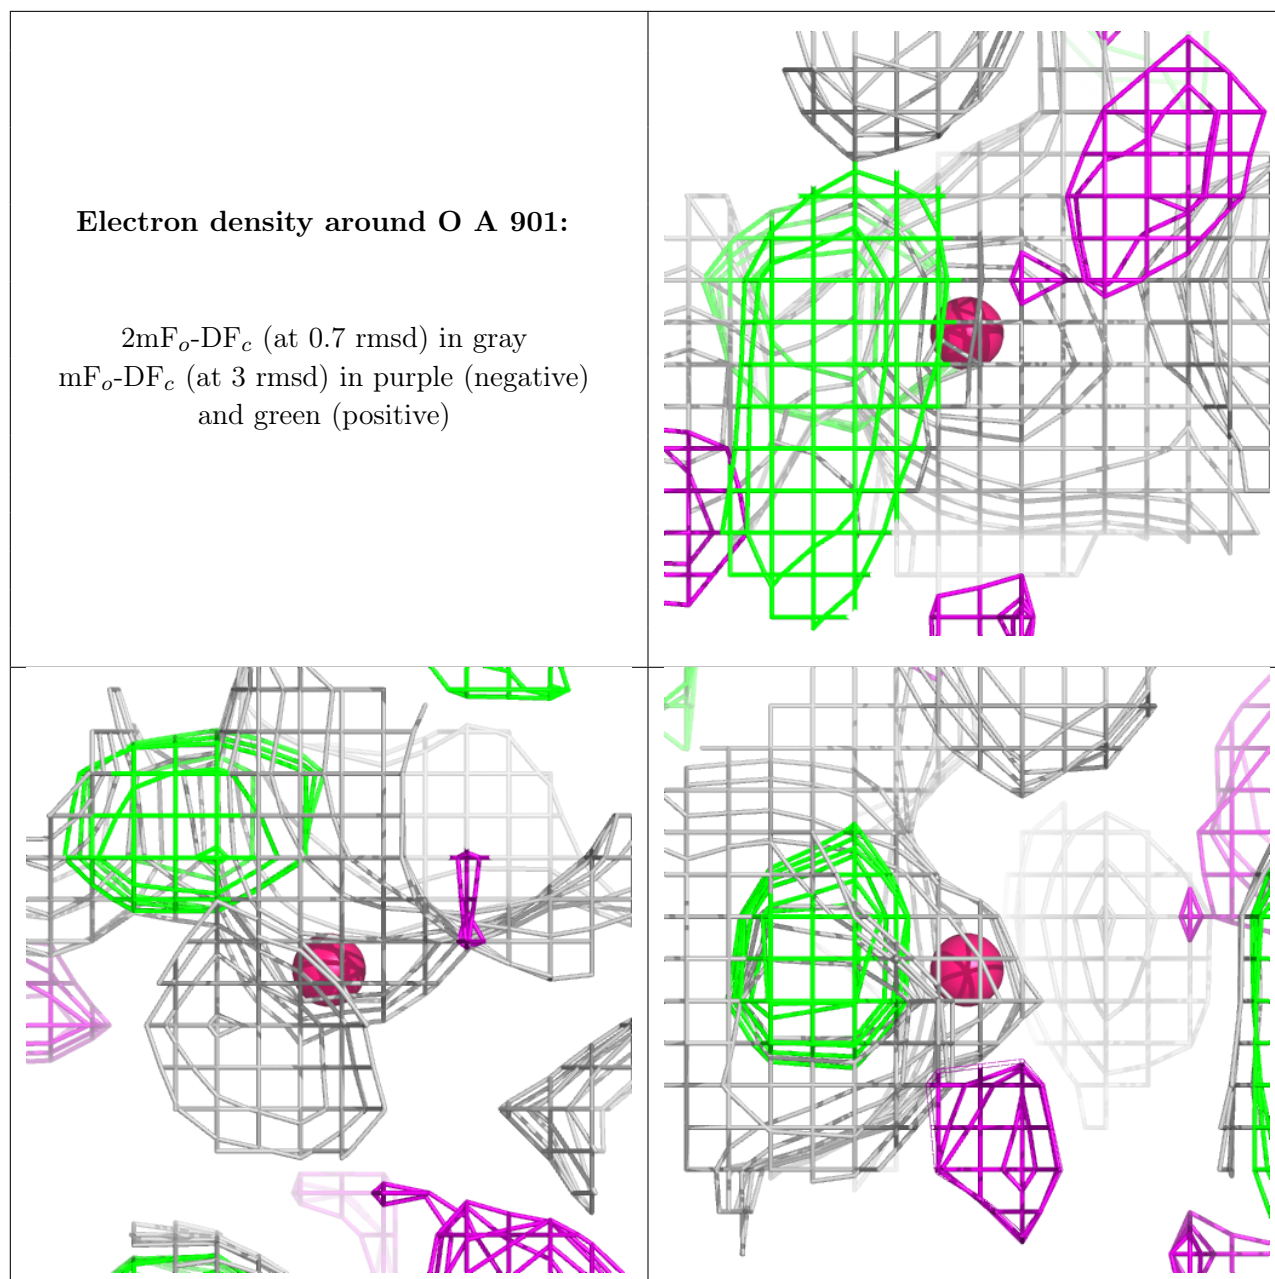 Electron density around O A 901:
2mFo-DFc (at 0.7 rmsd) in gray
mFo-DFc (at 3 rmsd) in purple (negative)
and green (positive)